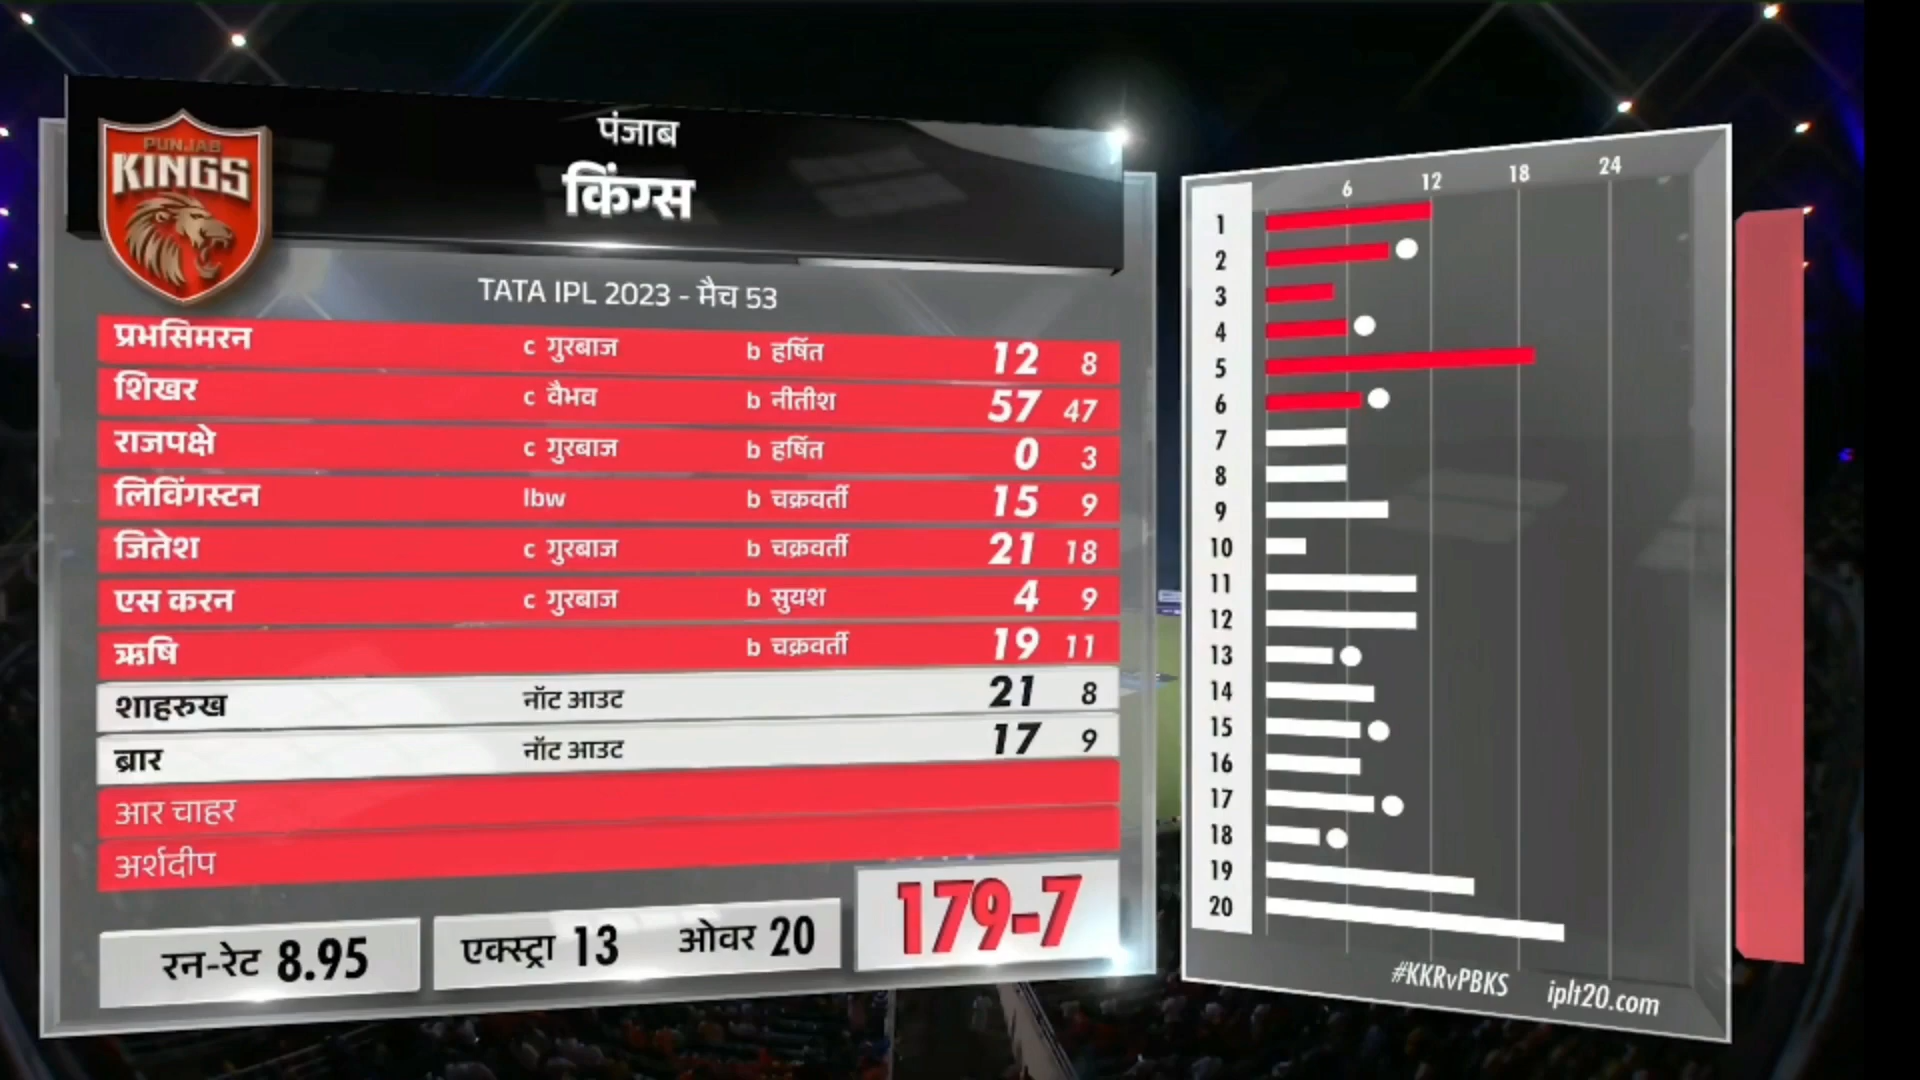 PUNJAB
KINGS
पंजाब
किंग्स
TATA IPL 2023 - मैच 53
प्रभसिमरन c गुरबाज b हर्षित 12 8
शिखर c वैभव b नीतीश 57 47
राजपक्षे c गुरबाज b हर्षित 0 3
लिविंगस्टन lbw b चक्रवर्ती 15 9
जितेश c गुरबाज b चक्रवर्ती 21 18
एस करन c गुरबाज b सुयश 4 9
ऋषि b चक्रवर्ती 19 11
शाहरुख नॉट आउट 21 8
ब्रार नॉट आउट 17 9
आर चाहर
अर्शदीप
रन-रेट 8.95 एक्स्ट्रा 13 ओवर 20 179-7
6 12 18 24
1
2
3
4
5
6
7
8
9
10
11
12
13
14
15
16
17
18
19
20
#KKRvPBKS iplt20.com